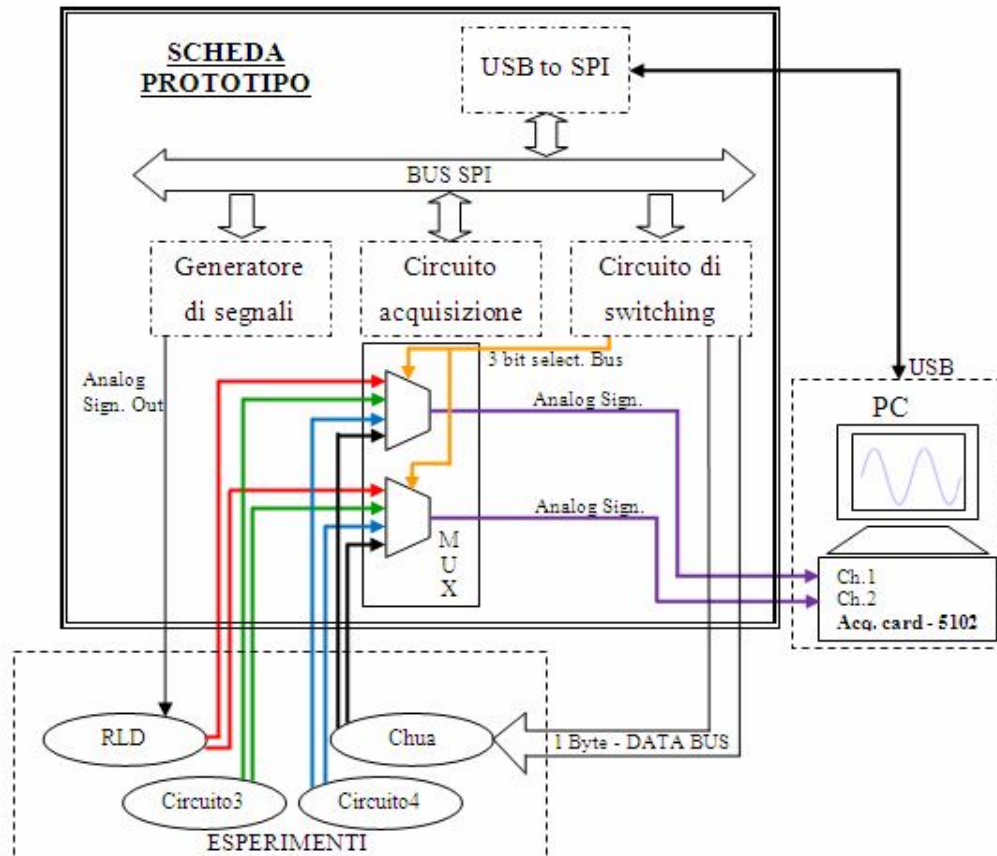 SCHEDA
PROTOTIPO
USB to SPI
BUS SPI
Generatore
di segnali
Circuito
acquisizione
Circuito di
switching
Analog
Sign. Out
3 bit select. Bus
Analog Sign.
Analog Sign.
M
U
X
USB
PC
Ch.1
Ch.2
Acq. card - 5102
RLD
Chua
1 Byte - DATA BUS
Circuito3
Circuito4
ESPERIMENTI